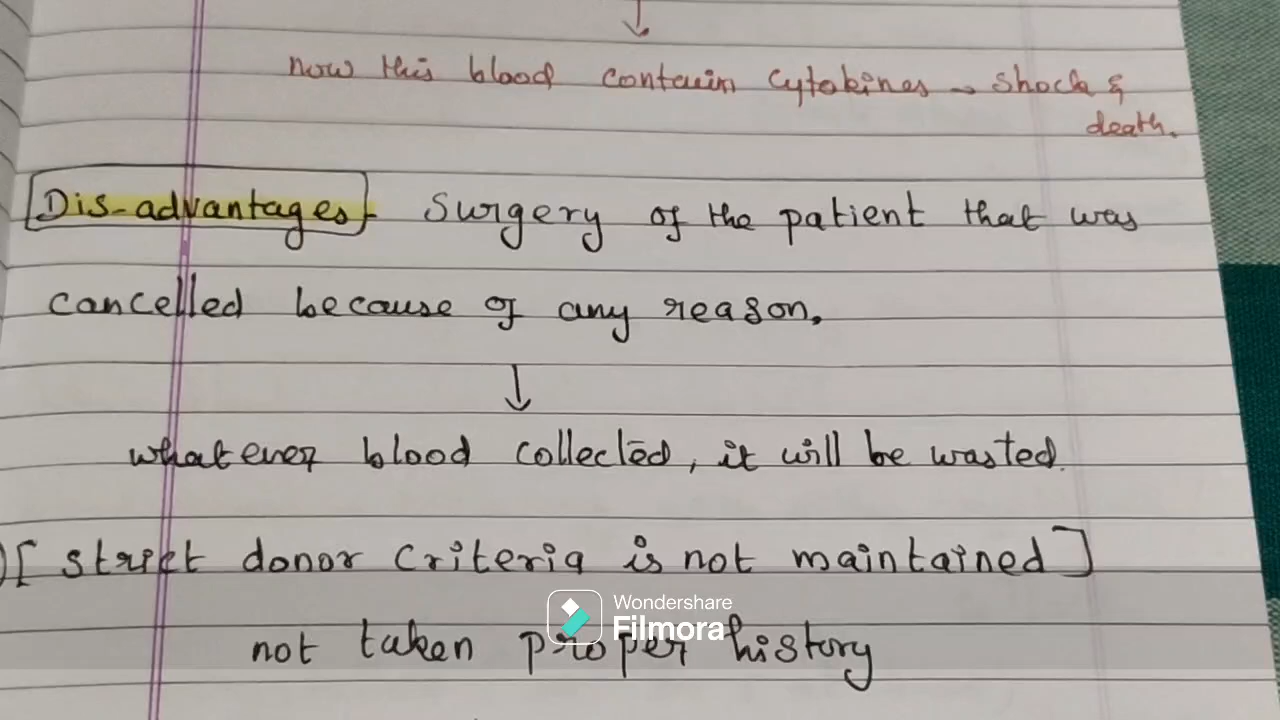 ↓
now this blood contain cytokines → shock &
death.
Dis-advantages - Surgery of the patient that was
cancelled because of any reason.
↓
whatever blood collected, it will be wasted.
) [ strict donor criteria is not maintained ]
Wondershare
Filmora
not taken proper history